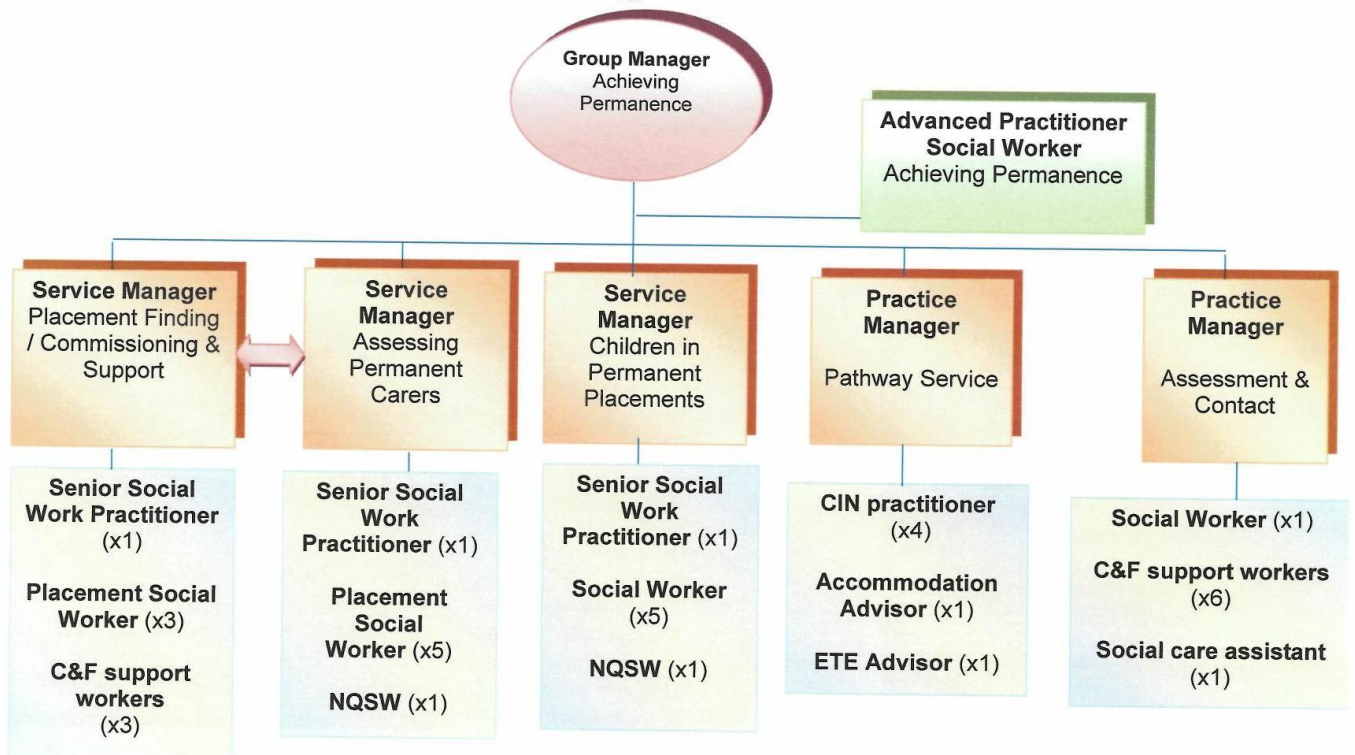 Group Manager
Achieving
Permanence
Advanced Practitioner
Social Worker
Achieving Permanence
Service Manager
Placement Finding
/ Commissioning &
Support
Service
Manager
Assessing
Permanent
Carers
Service
Manager
Children in
Permanent
Placements
Practice
Manager
Pathway Service
Practice
Manager
Assessment &
Contact
Senior Social
Work Practitioner
(x1)
Placement Social
Worker (x3)
C&F support
workers
(x3)
Senior Social
Work
Practitioner (x1)
Placement
Social
Worker (x5)
NQSW (x1)
Senior Social
Work
Practitioner (x1)
Social Worker
(x5)
NQSW (x1)
CIN practitioner
(x4)
Accommodation
Advisor (x1)
ETE Advisor (x1)
Social Worker (x1)
C&F support workers
(x6)
Social care assistant
(x1)